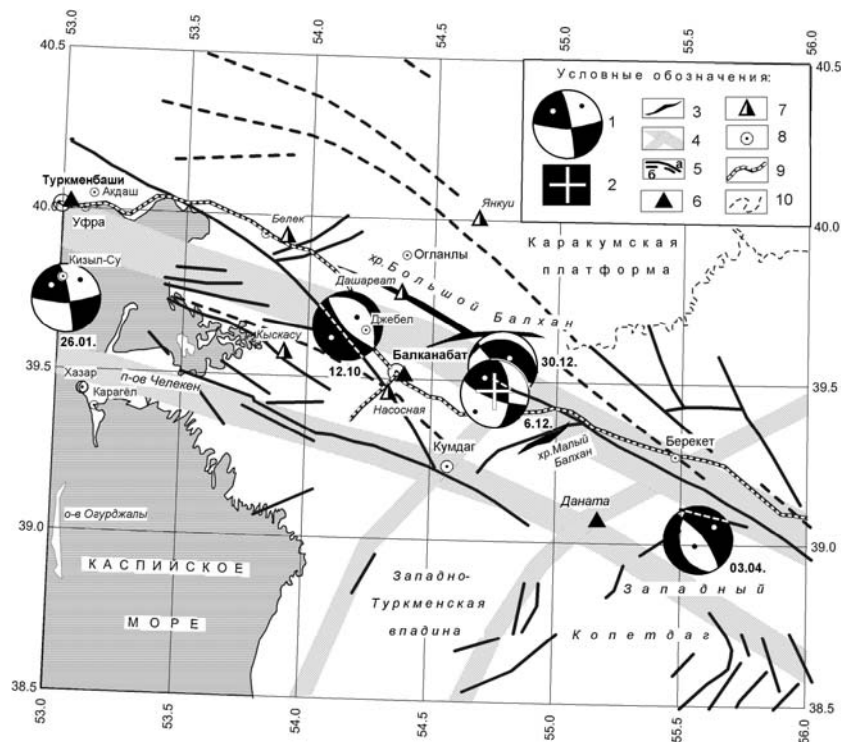 53.0
53.5
54.0
54.5
55.0
55.5
56.0
40.5
40.5
Условные обозначения:
1
3
7
4
8
2
5
а
б
9
6
10
Туркменбаши
Акдаш
40.0
Уфра
Белек
Янкуи
40.0
Огланлы
Каракумская
платформа
Кизыл-Су
хр. Большой
Балхан
Дашарват
Джебел
26.01.
Кыскасу
12.10
Балканабат
30.12.
39.5
39.5
Хазар
п-ов Челекен
Карагёл
Насосная
6.12.
Кумдаг
хр.Малый
Балхан
Берекет
о-в Огурджалы
Даната
39.0
39.0
03.04.
КАСПИЙСКОЕ
МОРЕ
Западно-
Туркменская
впадина
Западный
Копетдаг
38.5
38.5
53.0
53.5
54.0
54.5
55.0
55.5
56.0